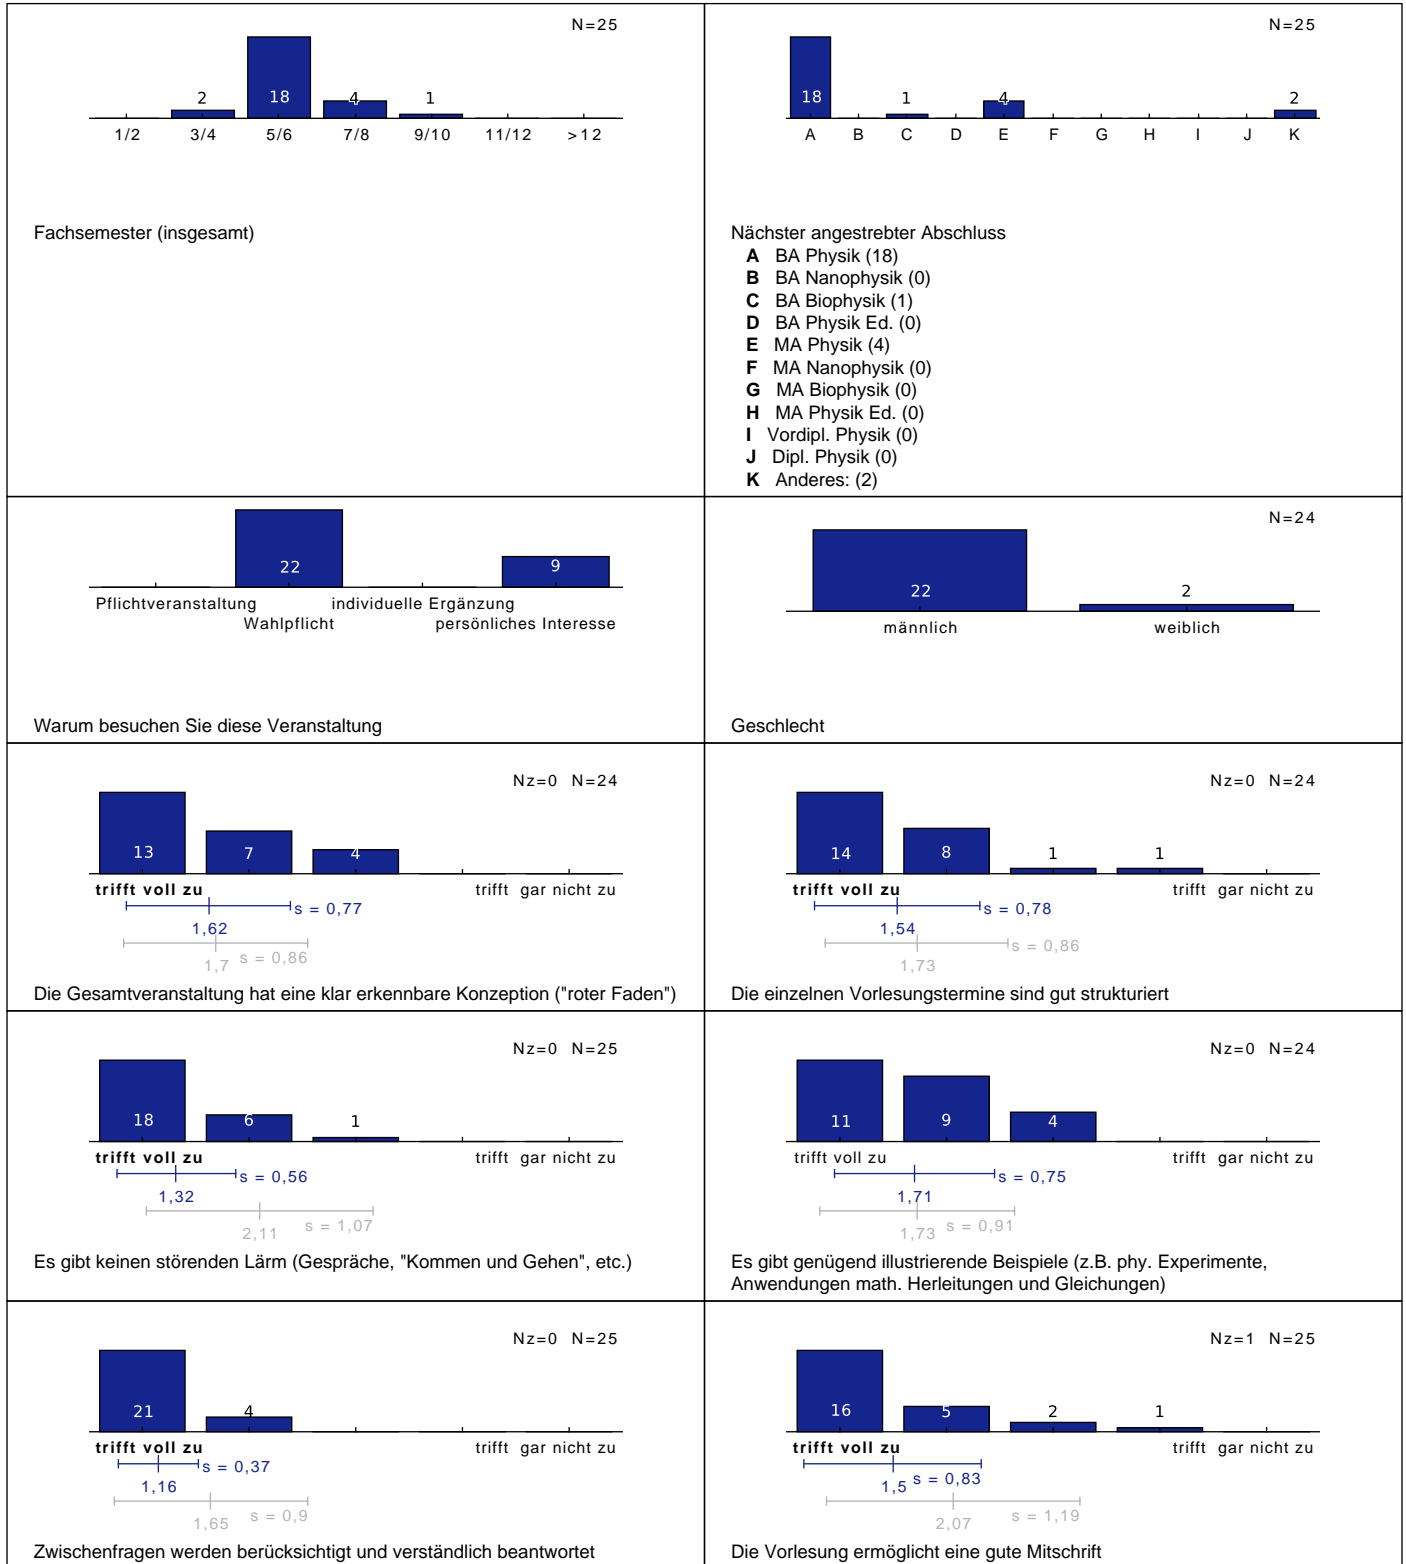 N=25
2 18 4 1
1/2 3/4 5/6 7/8 9/10 11/12 >12
Fachsemester (insgesamt)
N=25
18 1 4 2
A B C D E F G H I J K
Nächster angestrebter Abschluss
A BA Physik (18)
B BA Nanophysik (0)
C BA Biophysik (1)
D BA Physik Ed. (0)
E MA Physik (4)
F MA Nanophysik (0)
G MA Biophysik (0)
H MA Physik Ed. (0)
I Vordipl. Physik (0)
J Dipl. Physik (0)
K Anderes: (2)
22 9
Pflichtveranstaltung individuelle Ergänzung
Wahlpflicht persönliches Interesse
Warum besuchen Sie diese Veranstaltung
N=24
22 2
männlich weiblich
Geschlecht
Nz=0 N=24
13 7 4
trifft voll zu trifft gar nicht zu
s = 0,77
1,62
1,7 s = 0,86
Die Gesamtveranstaltung hat eine klar erkennbare Konzeption ("roter Faden")
Nz=0 N=24
14 8 1 1
trifft voll zu trifft gar nicht zu
s = 0,78
1,54
s = 0,86
1,73
Die einzelnen Vorlesungstermine sind gut strukturiert
Nz=0 N=25
18 6 1
trifft voll zu trifft gar nicht zu
s = 0,56
1,32
2,11 s = 1,07
Es gibt keinen störenden Lärm (Gespräche, "Kommen und Gehen", etc.)
Nz=0 N=24
11 9 4
trifft voll zu trifft gar nicht zu
s = 0,75
1,71
1,73 s = 0,91
Es gibt genügend illustrierende Beispiele (z.B. phy. Experimente,
Anwendungen math. Herleitungen und Gleichungen)
Nz=0 N=25
21 4
trifft voll zu trifft gar nicht zu
s = 0,37
1,16
1,65 s = 0,9
Zwischenfragen werden berücksichtigt und verständlich beantwortet
Nz=1 N=25
16 5 2 1
trifft voll zu trifft gar nicht zu
1,5 s = 0,83
2,07 s = 1,19
Die Vorlesung ermöglicht eine gute Mitschrift